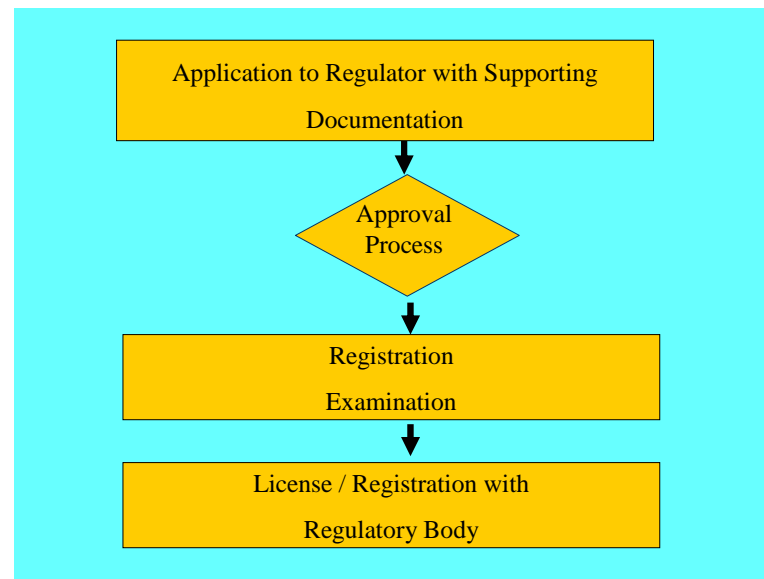 Application to Regulator with Supporting
Documentation
Approval
Process
Registration
Examination
License / Registration with
Regulatory Body